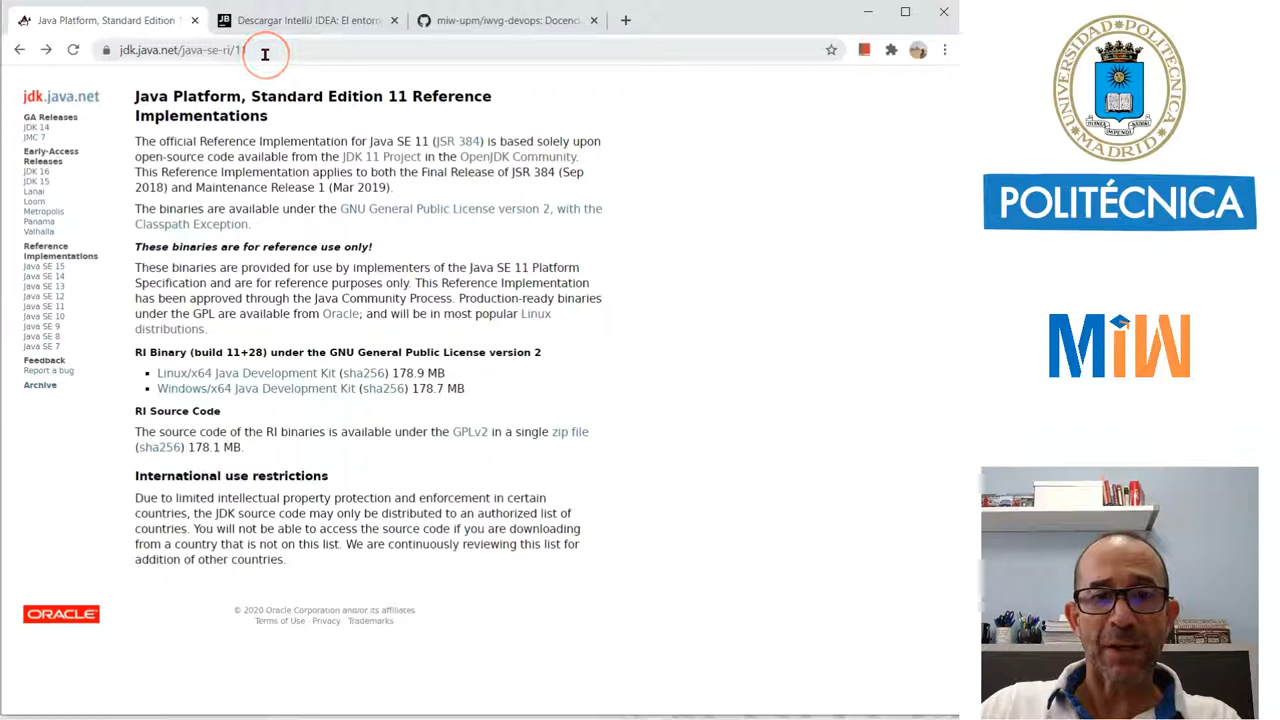 Java Platform, Standard Edition
Descargar IntelliJ IDEA: El entorn
miw-upm/iwvg-devops: Docenc
jdk.java.net/java-se-ri/11
jdk.java.net
GA Releases
JDK 14
JMC 7
Early-Access
Releases
JDK 16
JDK 15
Lanai
Loom
Metropolis
Panama
Valhalla
Reference
Implementations
Java SE 15
Java SE 14
Java SE 13
Java SE 12
Java SE 11
Java SE 10
Java SE 9
Java SE 8
Java SE 7
Feedback
Report a bug
Archive
ORACLE
Java Platform, Standard Edition 11 Reference
Implementations
The official Reference Implementation for Java SE 11 (JSR 384) is based solely upon
open-source code available from the JDK 11 Project in the OpenJDK Community.
This Reference Implementation applies to both the Final Release of JSR 384 (Sep
2018) and Maintenance Release 1 (Mar 2019).
The binaries are available under the GNU General Public License version 2, with the
Classpath Exception.
These binaries are for reference use only!
These binaries are provided for use by implementers of the Java SE 11 Platform
Specification and are for reference purposes only. This Reference Implementation
has been approved through the Java Community Process. Production-ready binaries
under the GPL are available from Oracle; and will be in most popular Linux
distributions.
RI Binary (build 11+28) under the GNU General Public License version 2
Linux/x64 Java Development Kit (sha256) 178.9 MB
Windows/x64 Java Development Kit (sha256) 178.7 MB
RI Source Code
The source code of the RI binaries is available under the GPLv2 in a single zip file
(sha256) 178.1 MB.
International use restrictions
Due to limited intellectual property protection and enforcement in certain
countries, the JDK source code may only be distributed to an authorized list of
countries. You will not be able to access the source code if you are downloading
from a country that is not on this list. We are continuously reviewing this list for
addition of other countries.
© 2020 Oracle Corporation and/or its affiliates
Terms of Use · Privacy · Trademarks
UNIVERSIDAD POLITÉCNICA
DE MADRID
POLITÉCNICA
MiW